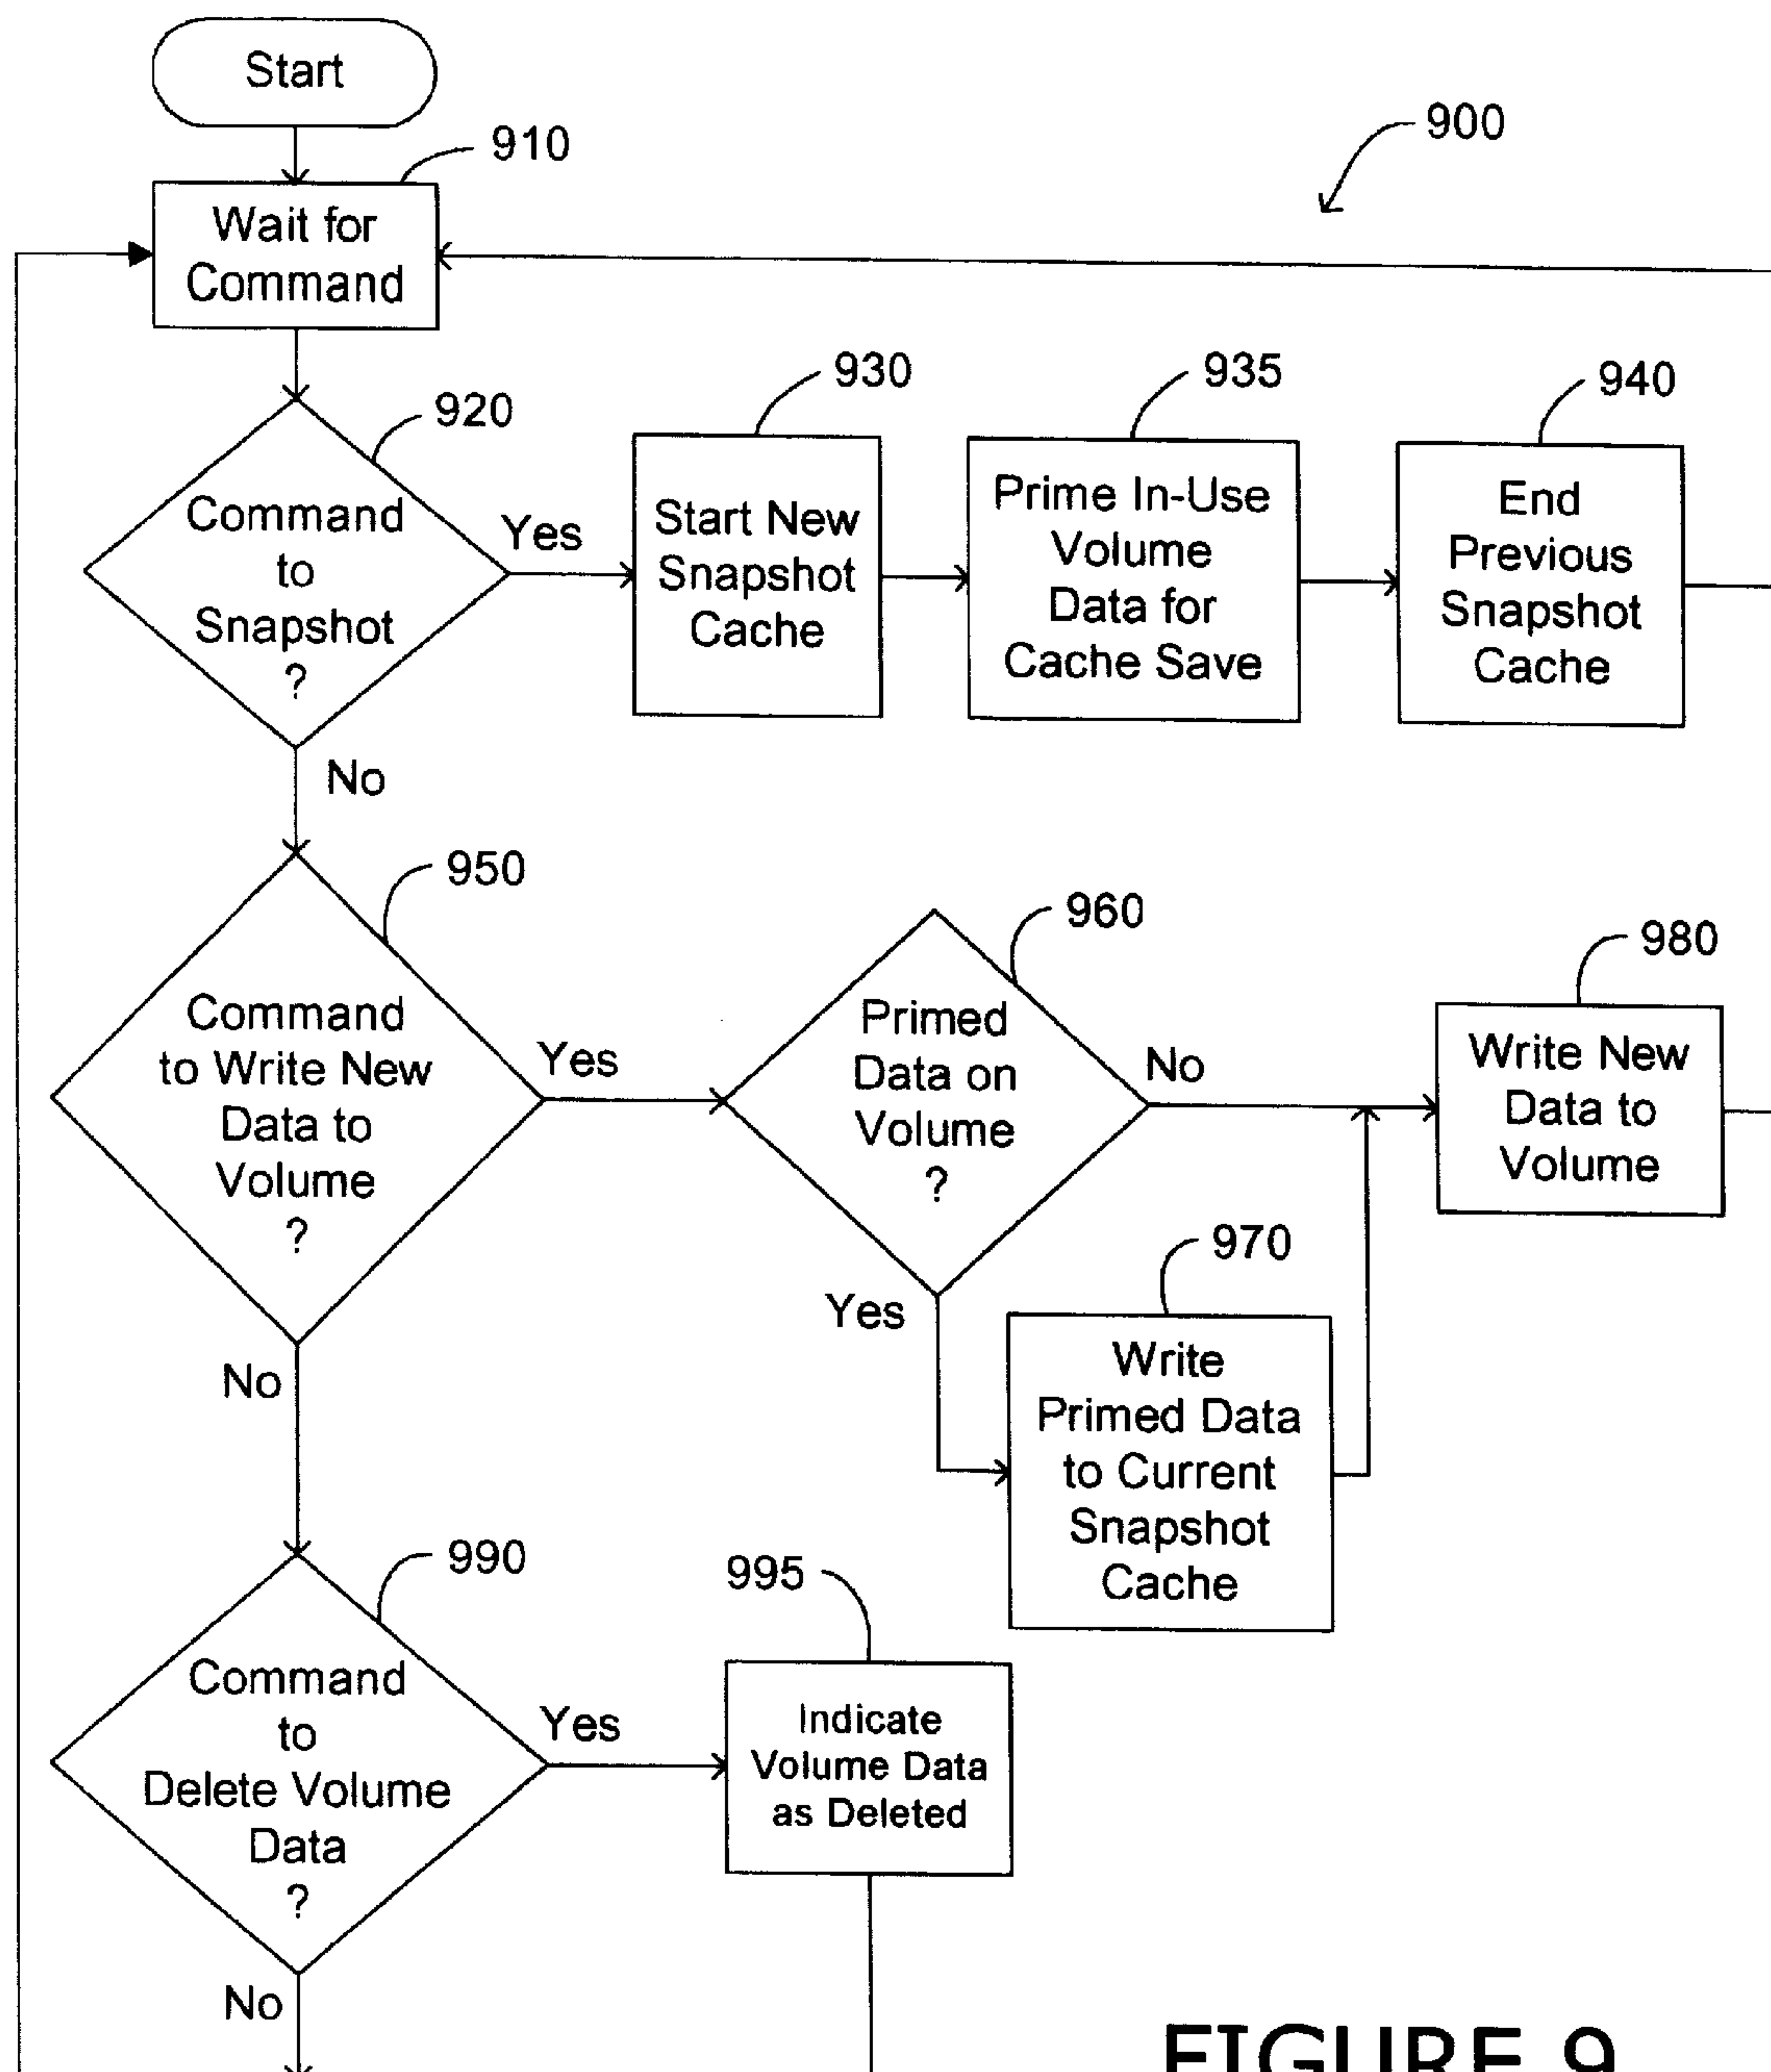 Start
910
900
Wait for
Command
920
Command
to
Snapshot
?
Yes
930
Start New
Snapshot
Cache
935
Prime In-Use
Volume
Data for
Cache Save
940
End
Previous
Snapshot
Cache
No
950
Command
to Write New
Data to
Volume
?
Yes
960
Primed
Data on
Volume
?
No
980
Write New
Data to
Volume
Yes
970
Write
Primed Data
to Current
Snapshot
Cache
No
990
Command
to
Delete Volume
Data
?
Yes
995
Indicate
Volume Data
as Deleted
No
FIGURE 9